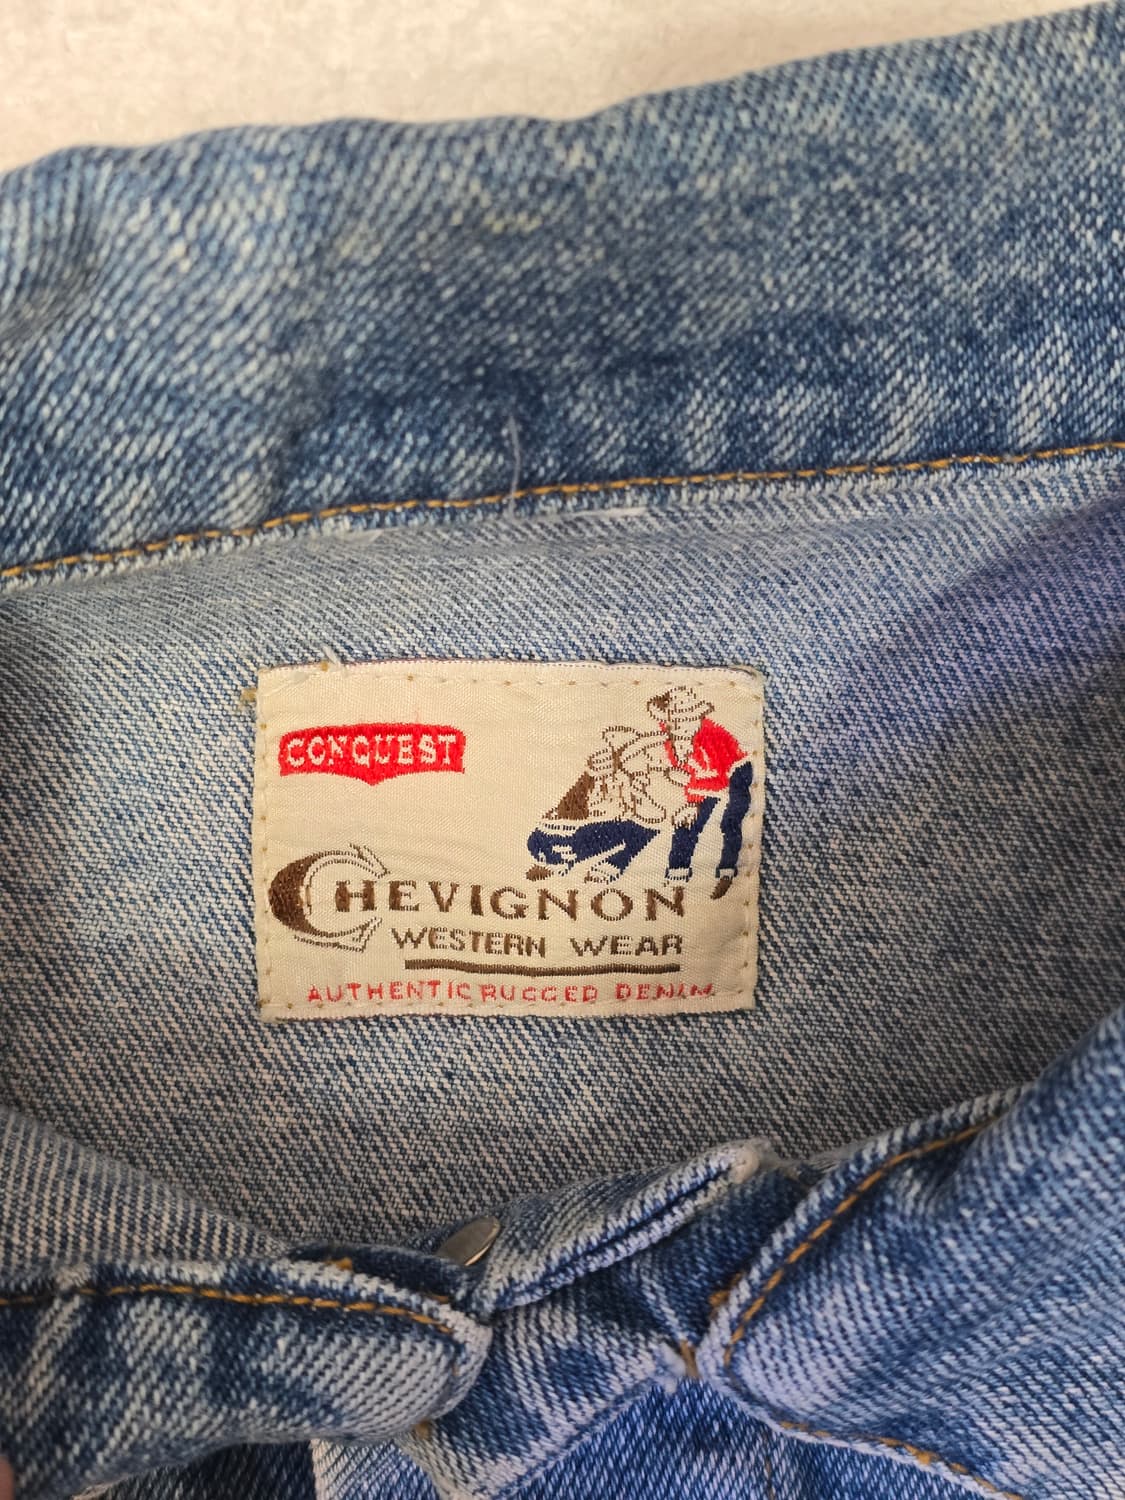 CONQUEST
CHEVIGNON
WESTERN WEAR
AUTHENTIC RUGGED DENIM